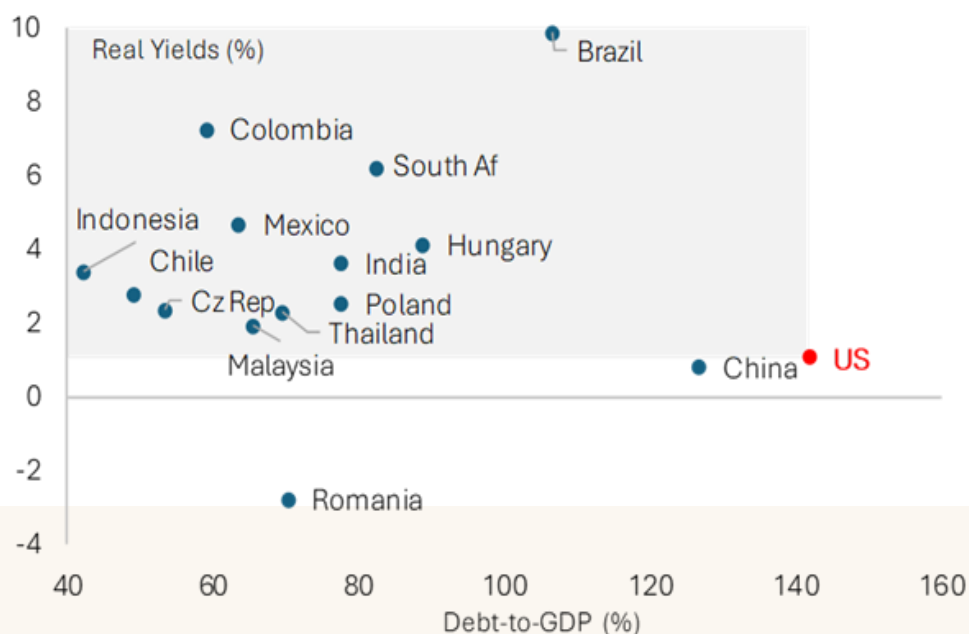 10
Real Yields (%)
Brazil
8
Colombia
South Af
6
Indonesia
Mexico
Hungary
4
Chile
India
Cz Rep
Poland
2
Thailand
Malaysia
China
US
0
-2
Romania
-4
40 60 80 100 120 140 160
Debt-to-GDP (%)